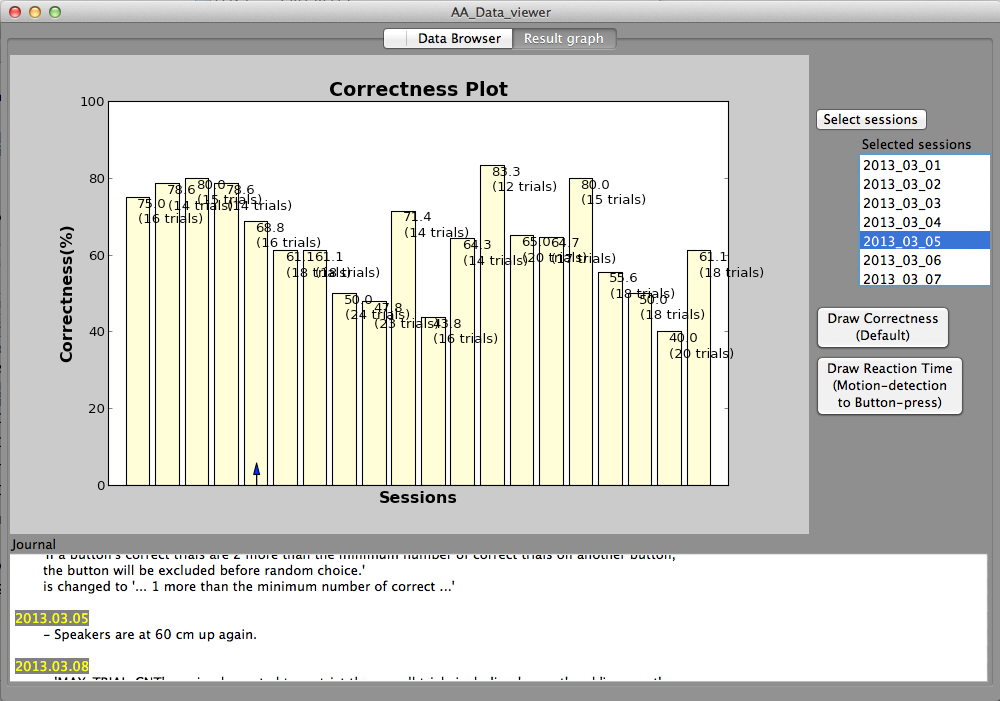 AA_Data_viewer
Data Browser
Result graph
Correctness Plot
Correctness(%)
100
80
60
40
20
0
75.0
(16 trials)
78.6
(14 trials)
80.0
(15 trials)
78.6
(14 trials)
68.8
(16 trials)
61.1
(18 trials)
61.1
(18 trials)
50.0
(24 trials)
47.8
(23 trials)
71.4
(14 trials)
43.8
(16 trials)
64.3
(14 trials)
83.3
(12 trials)
65.0
(20 trials)
64.7
(17 trials)
80.0
(15 trials)
55.6
(18 trials)
50.0
(18 trials)
40.0
(20 trials)
61.1
(18 trials)
Sessions
Select sessions
Selected sessions
2013_03_01
2013_03_02
2013_03_03
2013_03_04
2013_03_05
2013_03_06
2013_03_07
Draw Correctness
(Default)
Draw Reaction Time
(Motion-detection
to Button-press)
Journal
'If a button's correct trials are 2 more than the minimum number of correct trials on another button,
the button will be excluded before random choice.'
is changed to '... 1 more than the minimum number of correct ...'
2013.03.05
- Speakers are at 60 cm up again.
2013.03.08